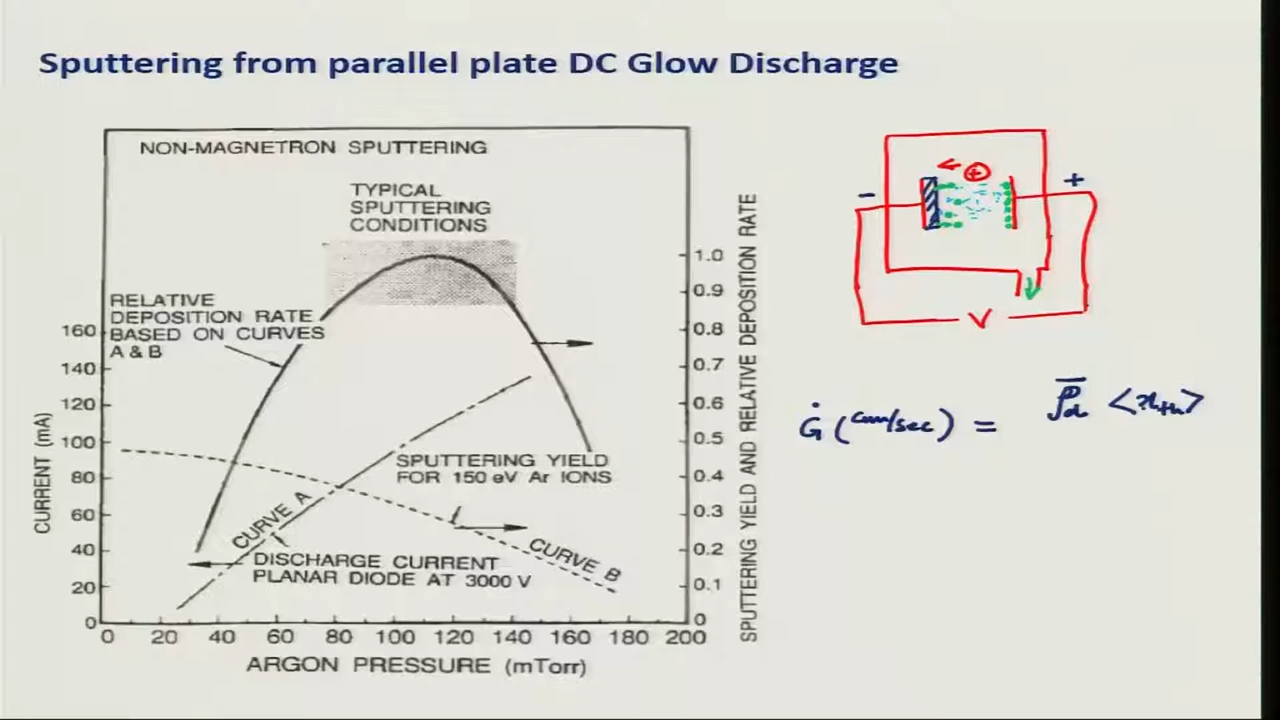 Sputtering from parallel plate DC Glow Discharge
NON-MAGNETRON SPUTTERING
TYPICAL
SPUTTERING
CONDITIONS
RELATIVE
DEPOSITION RATE
BASED ON CURVES
A & B
SPUTTERING YIELD
FOR 150 eV Ar IONS
CURVE A
CURVE B
DISCHARGE CURRENT
PLANAR DIODE AT 3000 V
CURRENT (mA)
160
140
120
100
80
60
40
20
0
1.0
0.9
0.8
0.7
0.6
0.5
0.4
0.3
0.2
0.1
0
SPUTTERING YIELD AND RELATIVE DEPOSITION RATE
0 20 40 60 80 100 120 140 160 180 200
ARGON PRESSURE (mTorr)
- + +
V
Ġ (cm/sec) =